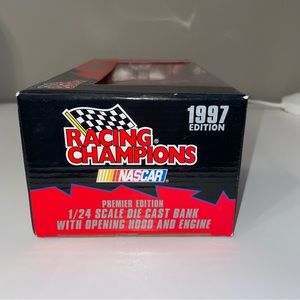 1997
EDITION
RACING
CHAMPIONS
NASCAR
PREMIER EDITION
1/24 SCALE DIE CAST BANK
WITH OPENING HOOD AND ENGINE